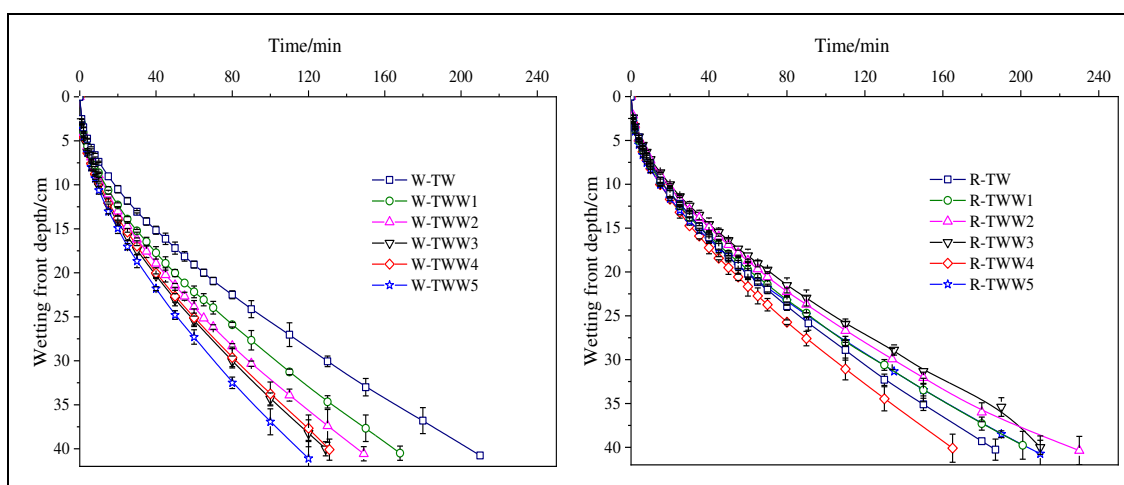 Time/min
0 40 80 120 160 200 240
Wetting front depth/cm
0
5
10
15
20
25
30
35
40
W-TW
W-TWW1
W-TWW2
W-TWW3
W-TWW4
W-TWW5
Time/min
0 40 80 120 160 200 240
Wetting front depth/cm
0
5
10
15
20
25
30
35
40
R-TW
R-TWW1
R-TWW2
R-TWW3
R-TWW4
R-TWW5